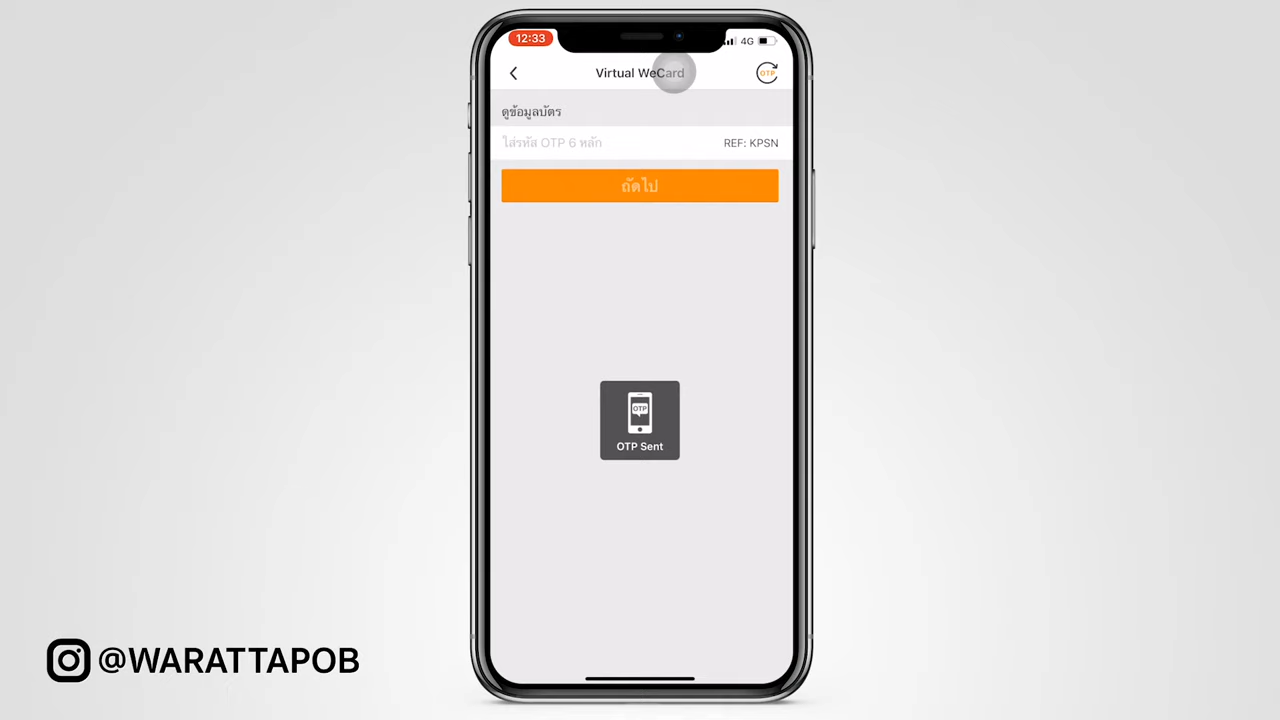 12:33
4G
Virtual WeCard
OTP
ดูข้อมูลบัตร
ใส่รหัส OTP 6 หลัก
REF: KPSN
ถัดไป
OTP
OTP Sent
@WARATTAPOB